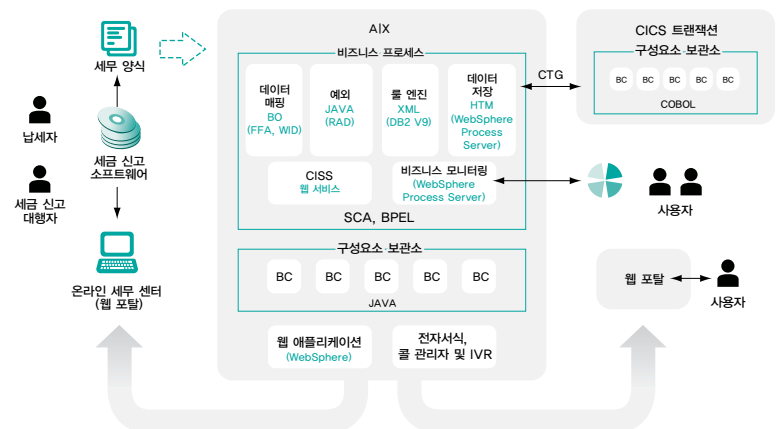 세무 양식
납세자
세금 신고
소프트웨어
세금 신고
대행자
온라인 세무 센터
(웹 포탈)
A|X
비즈니스 프로세스
데이터
매핑
BO
(FFA, WID)
예외
JAVA
(RAD)
룰 엔진
XML
(DB2 V9)
데이터
저장
HTM
(WebSphere
Process
Server)
CISS
웹 서비스
비즈니스 모니터링
(WebSphere
Process Server)
SCA, BPEL
구성요소 보관소
BC BC BC BC BC
JAVA
웹 애플리케이션
(WebSphere)
전자서식,
콜 관리자 및 IVR
CTG
CICS 트랜잭션
구성요소 보관소
BC BC BC BC BC
COBOL
사용자
웹 포탈
사용자